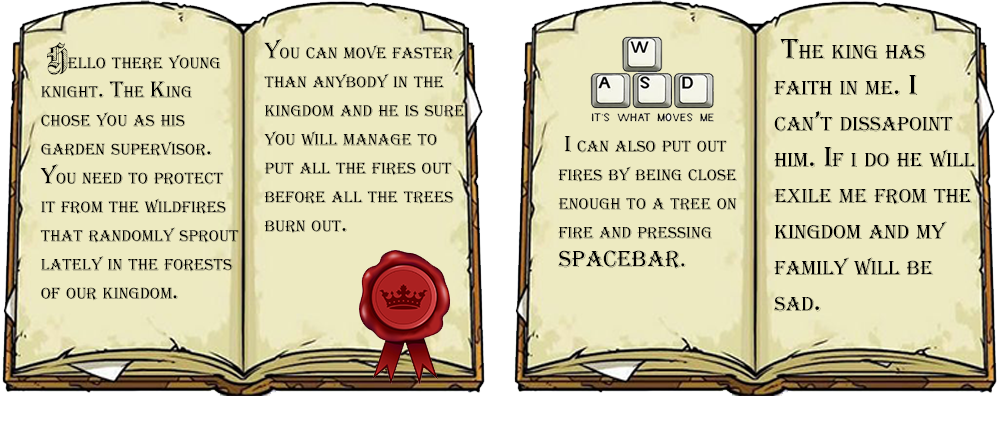 Hello there young
knight. The King
chose you as his
garden supervisor.
You need to protect
it from the wildfires
that randomly sprout
lately in the forests
of our kingdom.
You can move faster
than anybody in the
kingdom and he is sure
you will manage to
put all the fires out
before all the trees
burn out.
W
A S D
IT'S WHAT MOVES ME
I can also put out
fires by being close
enough to a tree on
fire and pressing
SPACEBAR.
The king has
faith in me. I
can't dissapoint
him. If i do he will
exile me from the
kingdom and my
family will be
sad.